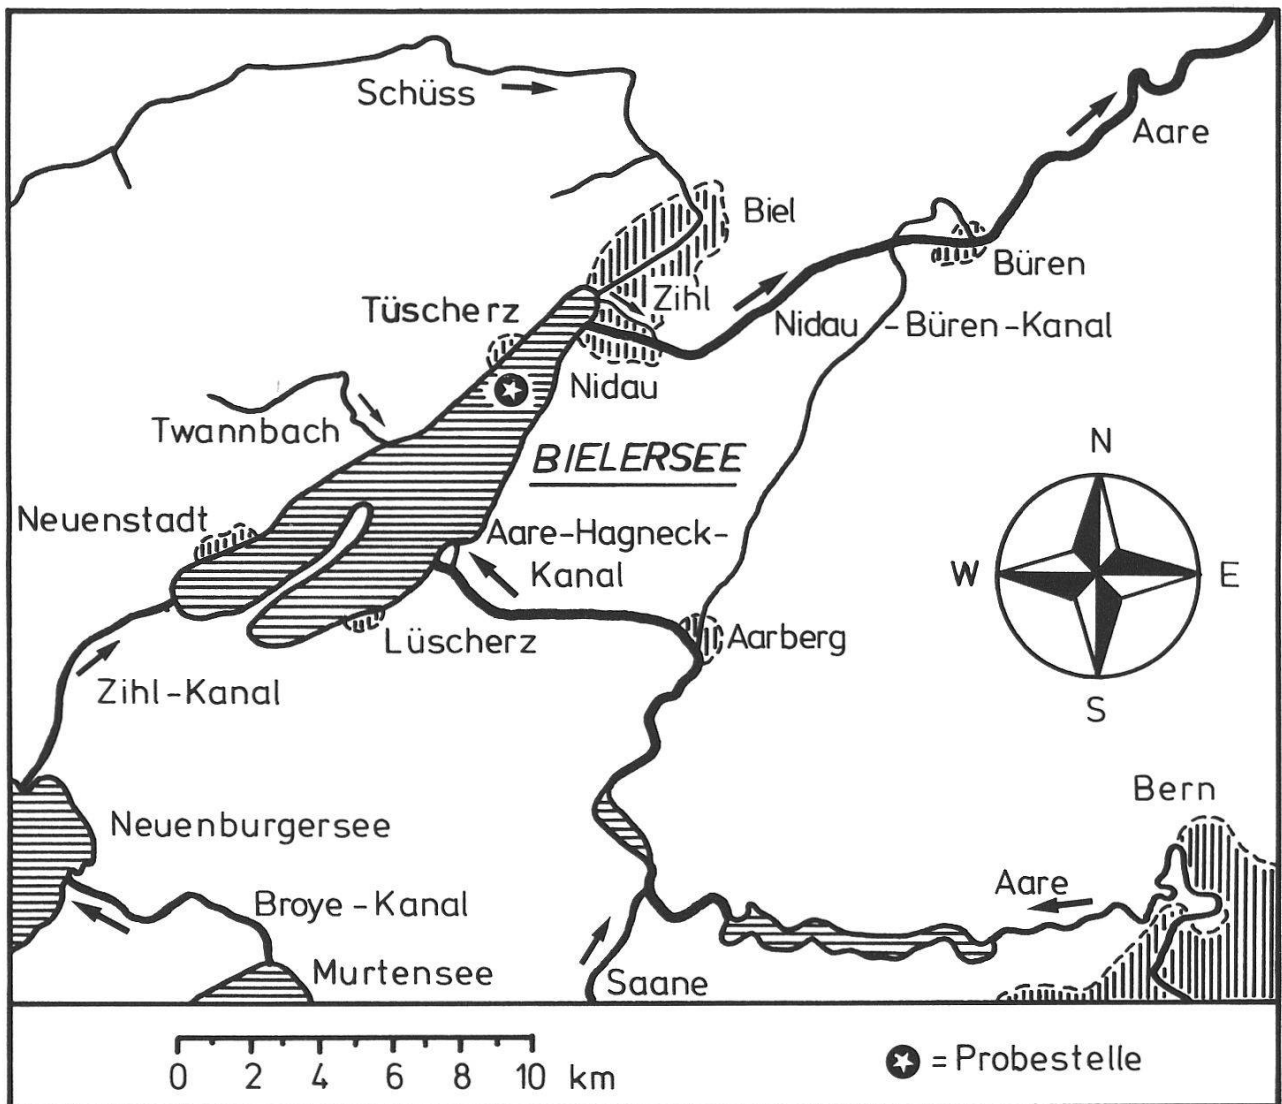 Schüss
Aare
Biel
Büren
Zihl
Tüscherz
Nidau-Büren-Kanal
Nidau
Twannbach
BIELERSEE
N
Neuenstadt
Aare-Hagneck-
Kanal
W
E
Lüscherz
Aarberg
Zihl-Kanal
S
Bern
Neuenburgersee
Aare
Broye-Kanal
Murtensee
Saane
0 2 4 6 8 10 km
= Probestelle